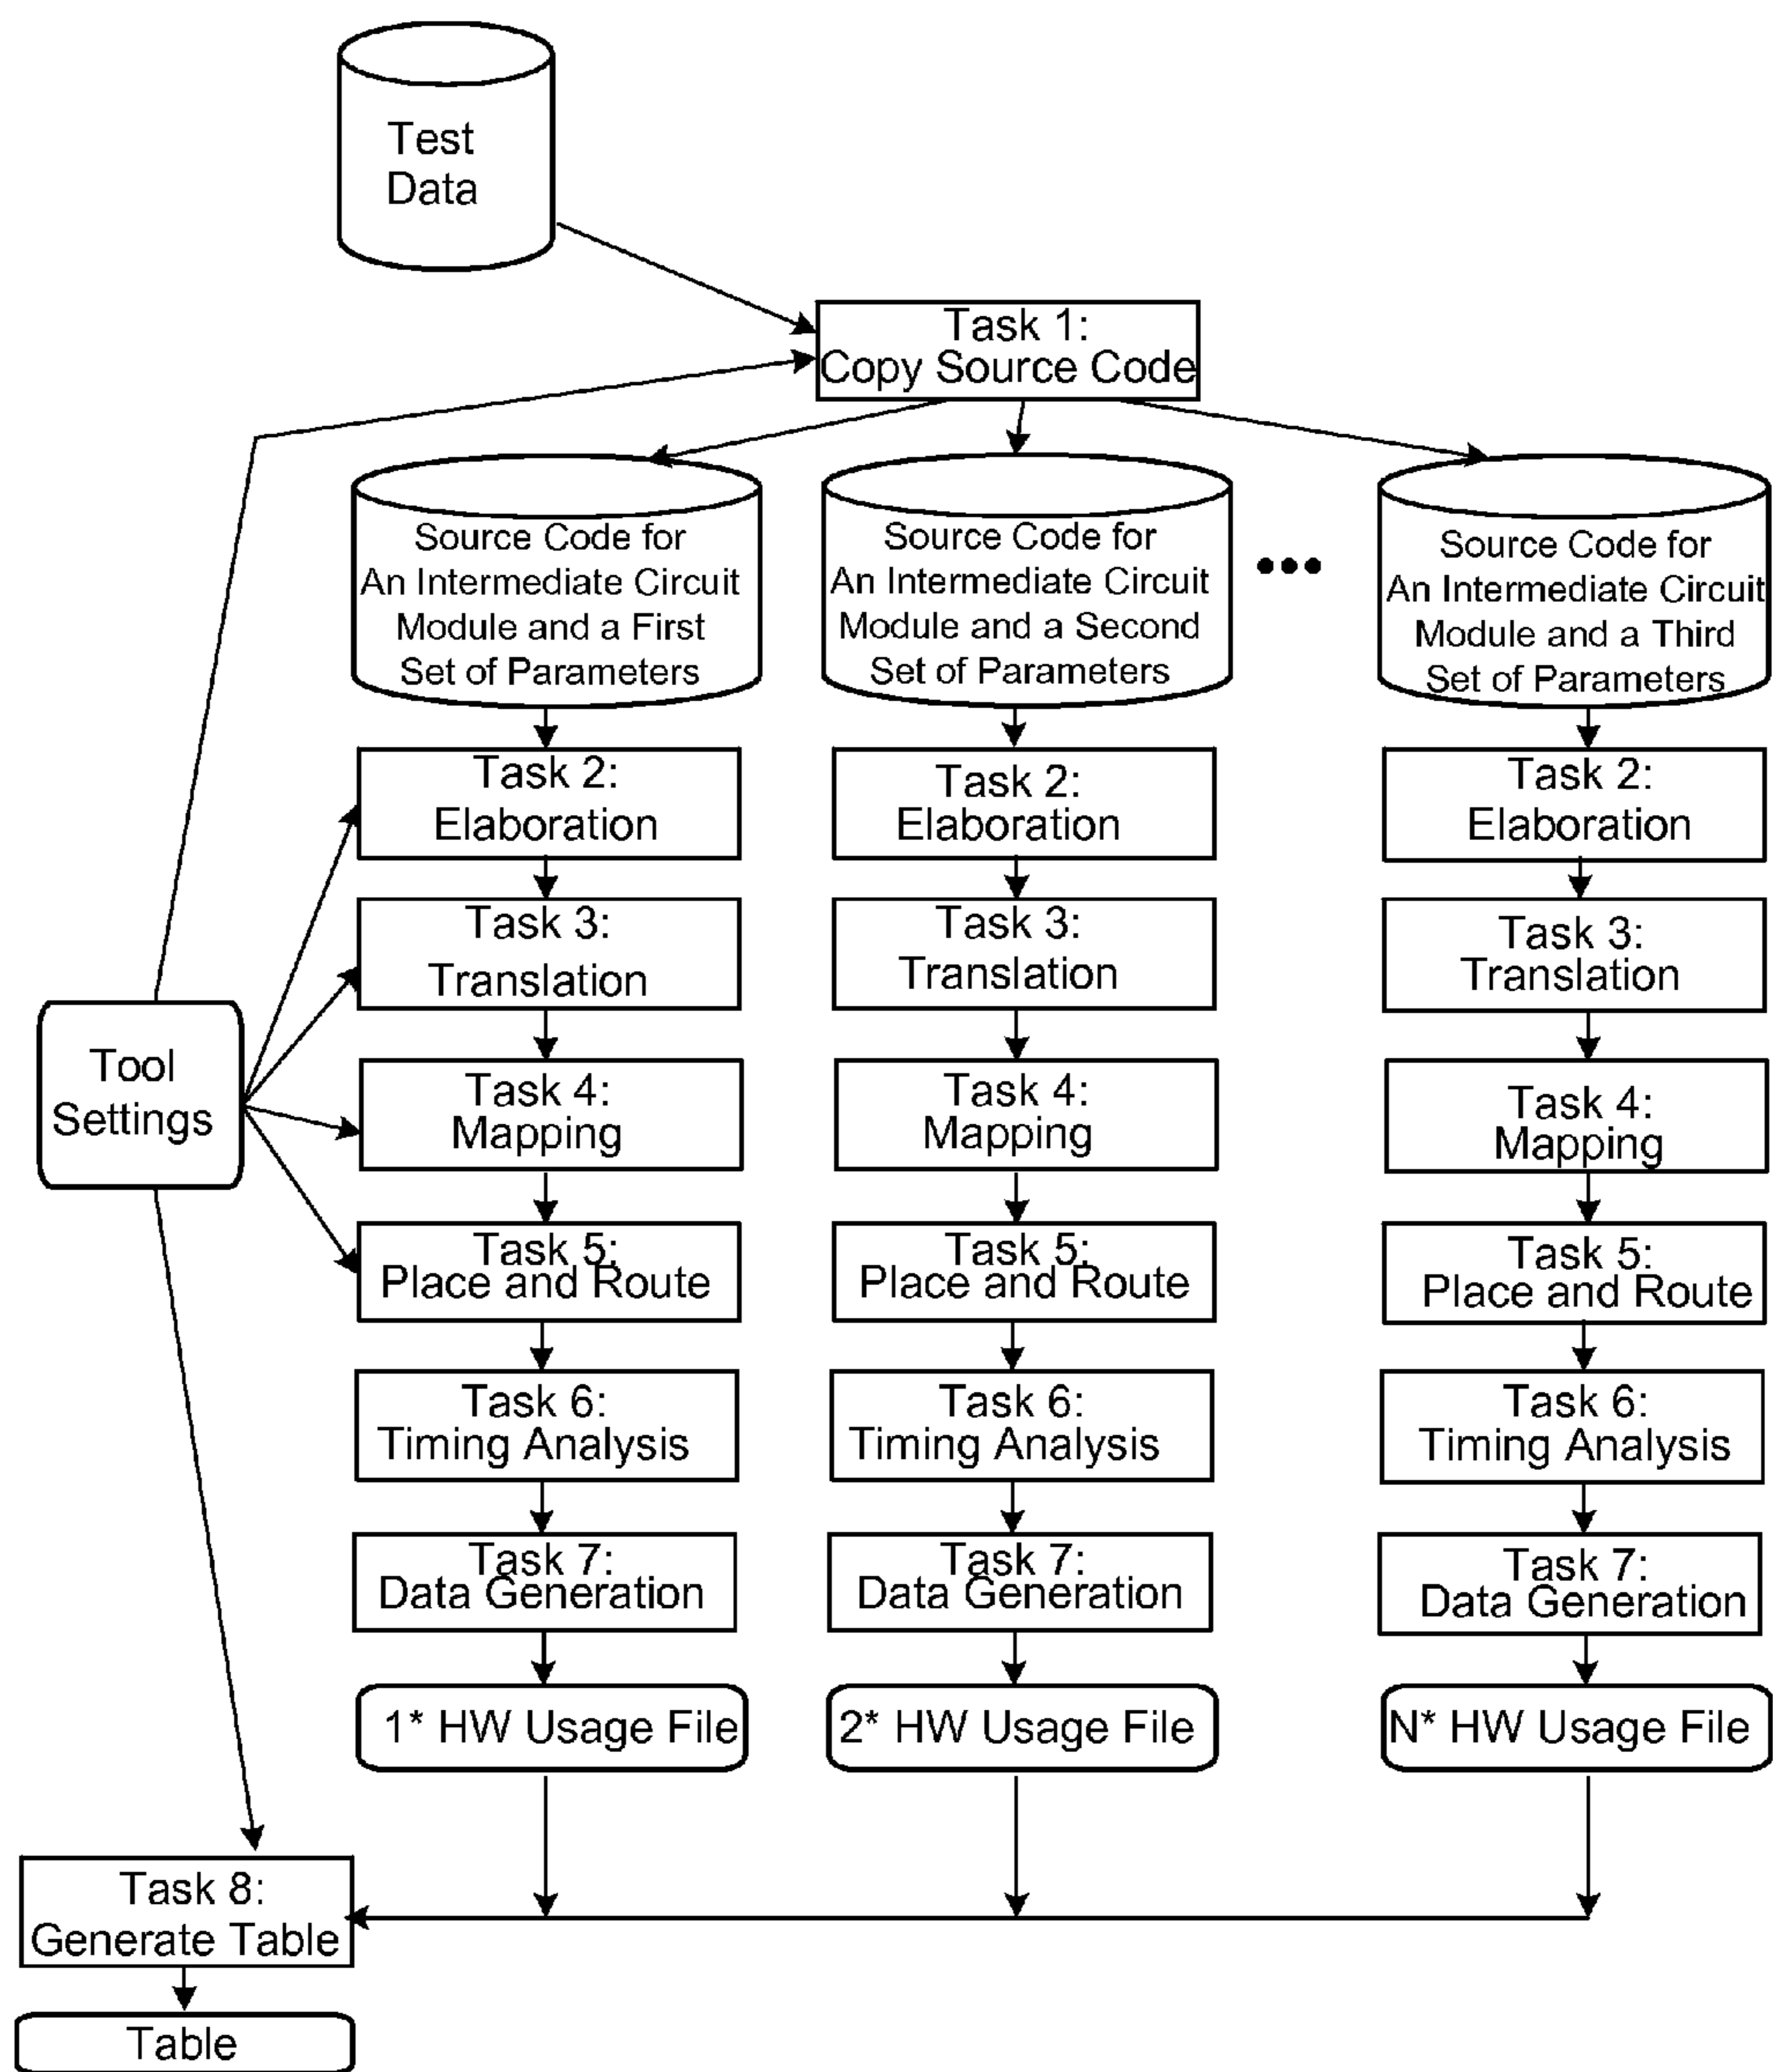 Test
Data
Task 1:
Copy Source Code
Source Code for
An Intermediate Circuit
Module and a First
Set of Parameters
Source Code for
An Intermediate Circuit
Module and a Second
Set of Parameters
•••
Source Code for
An Intermediate Circuit
Module and a Third
Set of Parameters
Task 2:
Elaboration
Task 2:
Elaboration
Task 2:
Elaboration
Task 3:
Translation
Task 3:
Translation
Task 3:
Translation
Tool
Settings
Task 4:
Mapping
Task 4:
Mapping
Task 4:
Mapping
Task 5:
Place and Route
Task 5:
Place and Route
Task 5:
Place and Route
Task 6:
Timing Analysis
Task 6:
Timing Analysis
Task 6:
Timing Analysis
Task 7:
Data Generation
Task 7:
Data Generation
Task 7:
Data Generation
1* HW Usage File
2* HW Usage File
N* HW Usage File
Task 8:
Generate Table
Table